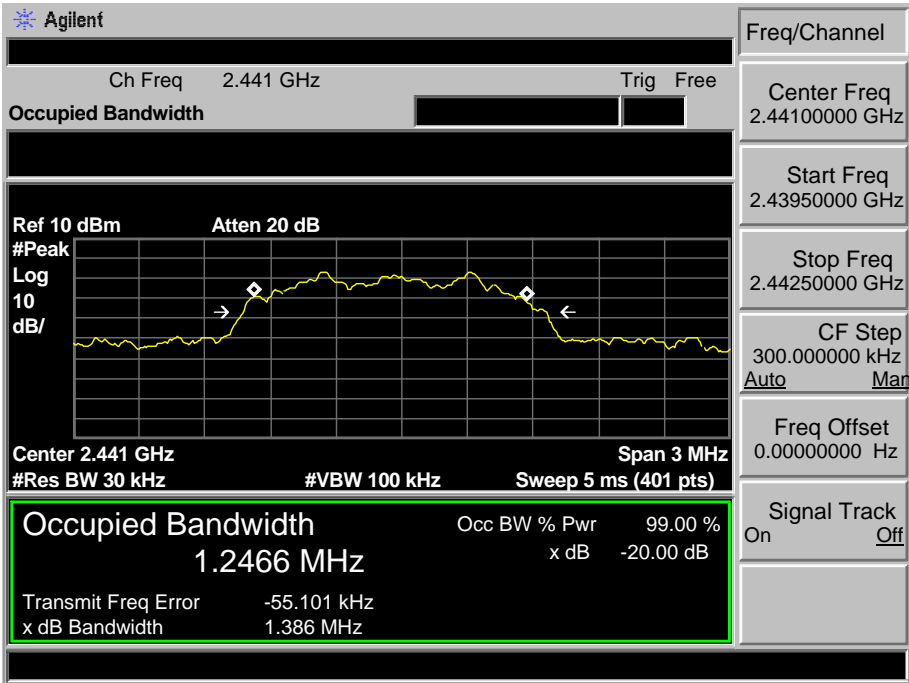 Agilent
Freq/Channel
Ch Freq 2.441 GHz Trig Free
Occupied Bandwidth
Center Freq
2.44100000 GHz
Start Freq
2.43950000 GHz
Stop Freq
2.44250000 GHz
CF Step
300.000000 kHz
Auto Man
Freq Offset
0.00000000 Hz
Signal Track
On Off
Ref 10 dBm Atten 20 dB
#Peak
Log
10
dB/
Center 2.441 GHz Span 3 MHz
#Res BW 30 kHz #VBW 100 kHz Sweep 5 ms (401 pts)
Occupied Bandwidth Occ BW % Pwr 99.00 %
1.2466 MHz x dB -20.00 dB
Transmit Freq Error -55.101 kHz
x dB Bandwidth 1.386 MHz